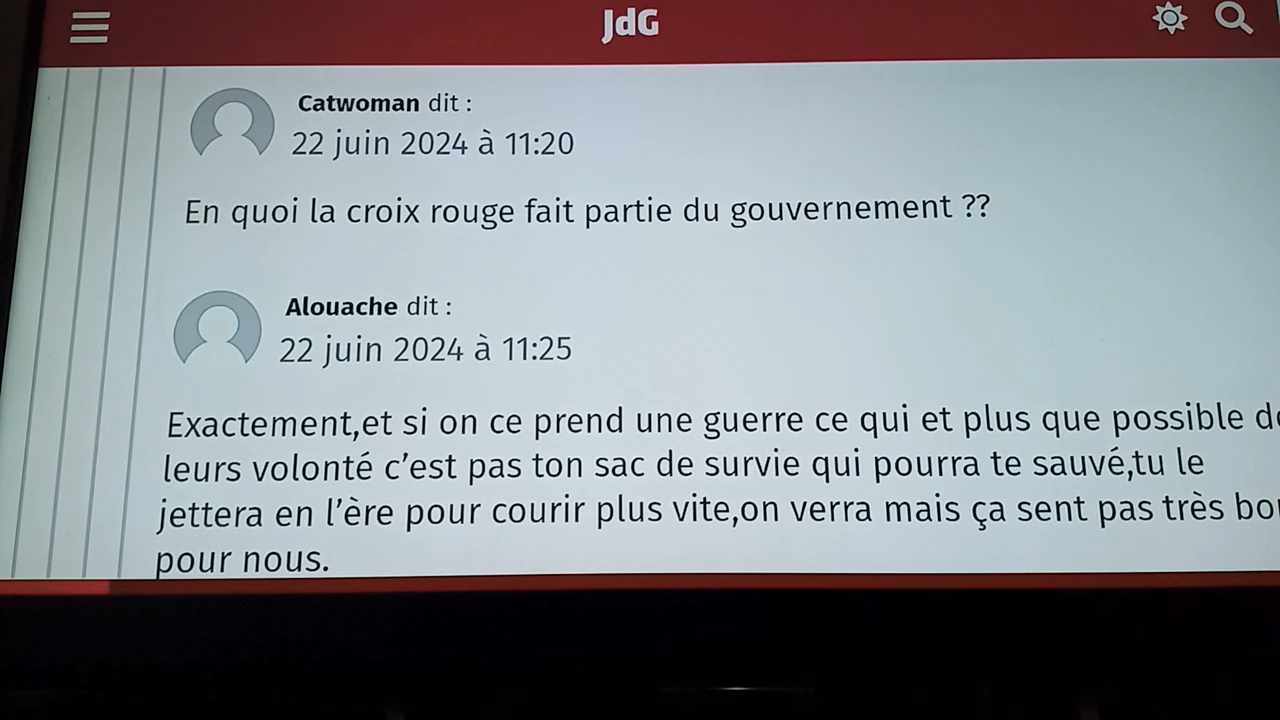 JdG
Catwoman dit :
22 juin 2024 à 11:20
En quoi la croix rouge fait partie du gouvernement ??
Alouache dit :
22 juin 2024 à 11:25
Exactement,et si on ce prend une guerre ce qui et plus que possible
leurs volonté c’est pas ton sac de survie qui pourra te sauvé,tu le
jettera en l’ère pour courir plus vite,on verra mais ça sent pas très
pour nous.